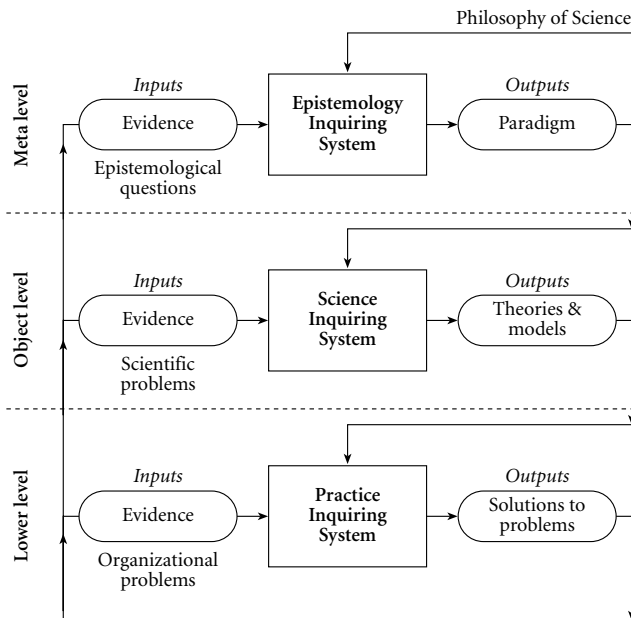 Philosophy of Science
Meta level
Inputs
Evidence
Epistemological
questions
Epistemology
Inquiring
System
Outputs
Paradigm
Object level
Inputs
Evidence
Scientific
problems
Science
Inquiring
System
Outputs
Theories &
models
Lower level
Inputs
Evidence
Organizational
problems
Practice
Inquiring
System
Outputs
Solutions to
problems